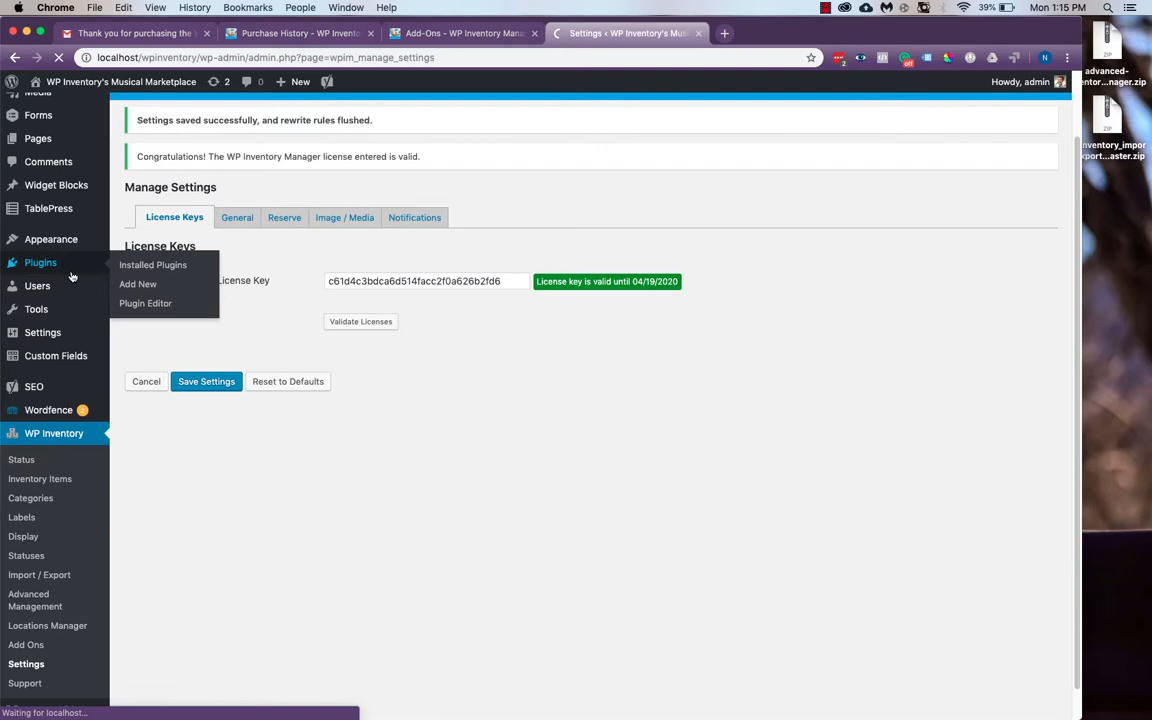 Chrome File Edit View History Bookmarks People Window Help 39% Mon 1:15 PM
Thank you for purchasing the Purchase History - WP Invento Add-Ons - WP Inventory Mana Settings < WP Inventory's Mus
localhost/wpinventory/wp-admin/admin.php?page=wpim_manage_settings
WP Inventory's Musical Marketplace 2 0 New Howdy, admin
Media
Forms
Pages
Comments
Widget Blocks
TablePress
Appearance
Plugins
Users
Tools
Settings
Custom Fields
SEO
Wordfence 2
WP Inventory
Status
Inventory Items
Categories
Labels
Display
Statuses
Import / Export
Advanced
Management
Locations Manager
Add Ons
Settings
Support
Installed Plugins
Add New
Plugin Editor
Settings saved successfully, and rewrite rules flushed.
Congratulations! The WP Inventory Manager license entered is valid.
Manage Settings
License Keys General Reserve Image / Media Notifications
License Keys
License Key c61d4c3bdca6d514facc2f0a626b2fd6 License key is valid until 04/19/2020
Validate Licenses
Cancel Save Settings Reset to Defaults
Waiting for localhost...
ZIP
advanced-
entor...nager.zip
ZIP
inventory_impo
xport...aster.zip